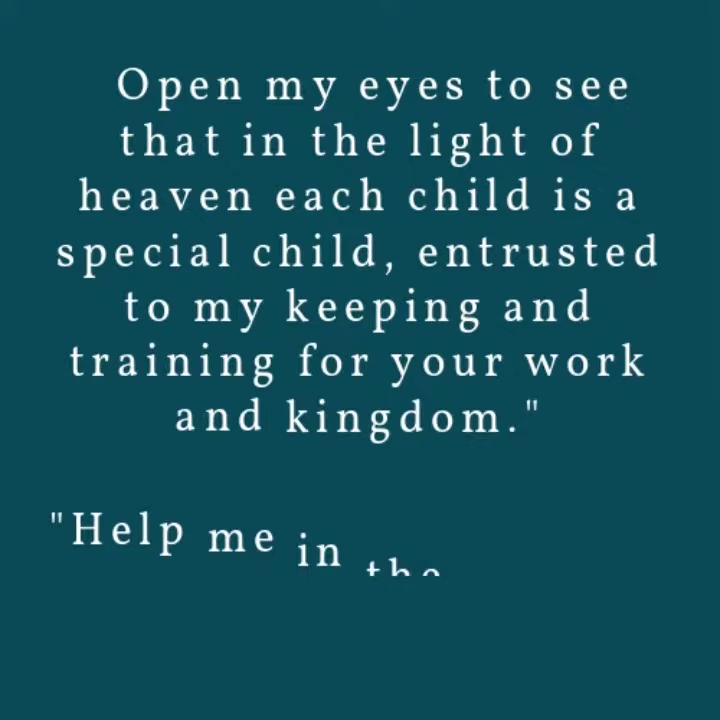 Open my eyes to see
that in the light of
heaven each child is a
special child, entrusted
to my keeping and
training for your work
and kingdom."
"Help me in the